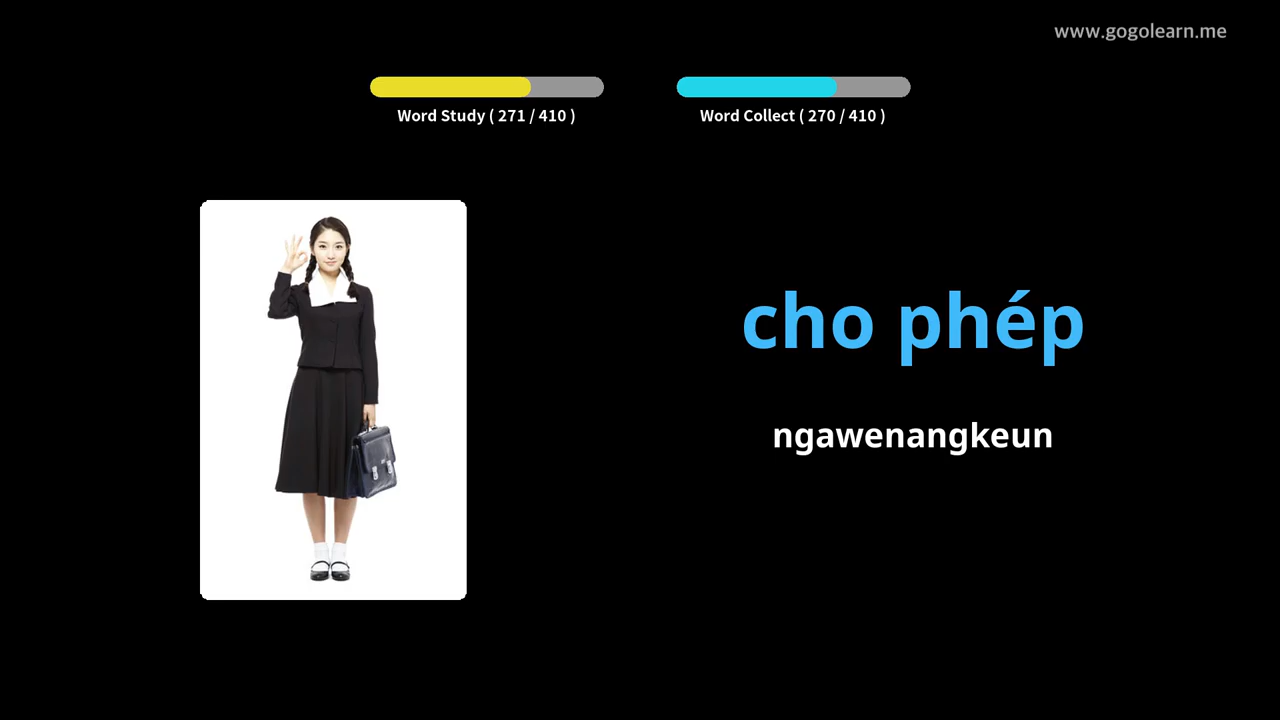 www.gogolearn.me
Word Study ( 271 / 410 )
Word Collect ( 270 / 410 )
cho phép
ngawenangkeun